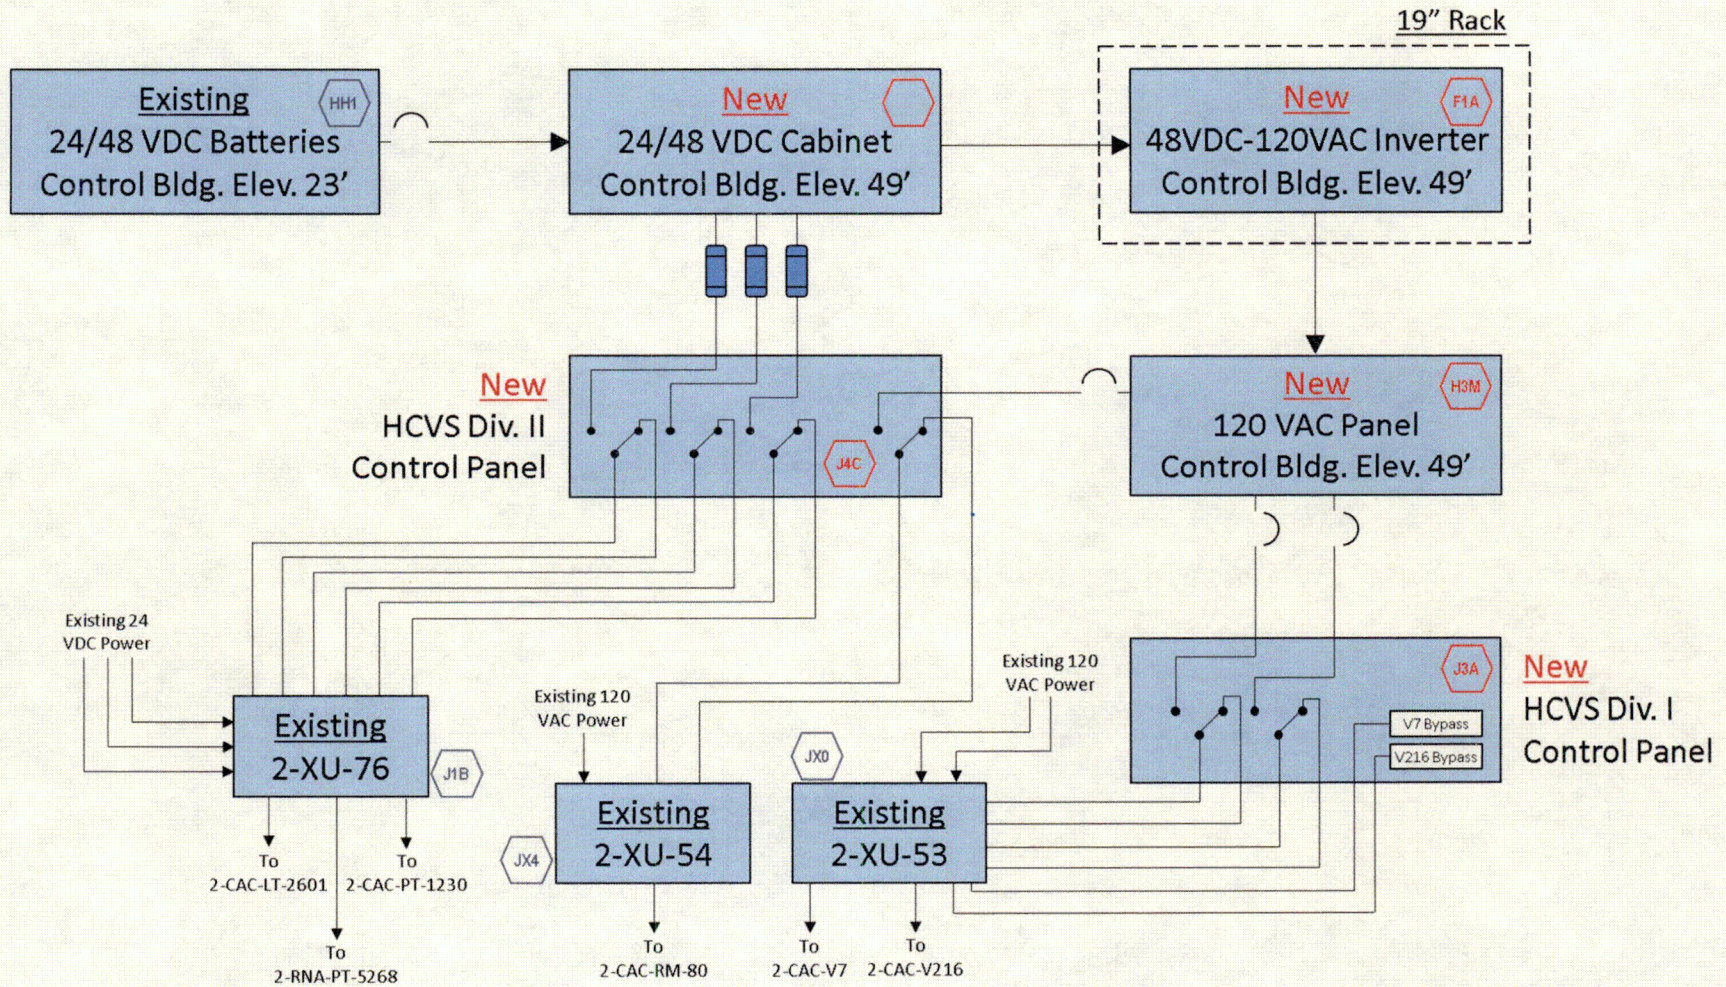 19” Rack
Existing
HH1
24/48 VDC Batteries
Control Bldg. Elev. 23’
New
24/48 VDC Cabinet
Control Bldg. Elev. 49’
New
F1A
48VDC-120VAC Inverter
Control Bldg. Elev. 49’
New
HCVS Div. II
Control Panel
J4C
New
H3M
120 VAC Panel
Control Bldg. Elev. 49’
Existing 24
VDC Power
Existing
2-XU-76
J1B
To
2-CAC-LT-2601
To
2-CAC-PT-1230
To
2-RNA-PT-5268
Existing 120
VAC Power
Existing
2-XU-54
JX4
To
2-CAC-RM-80
Existing 120
VAC Power
JX0
Existing
2-XU-53
To
2-CAC-V7
To
2-CAC-V216
J3A
V7 Bypass
V216 Bypass
New
HCVS Div. I
Control Panel